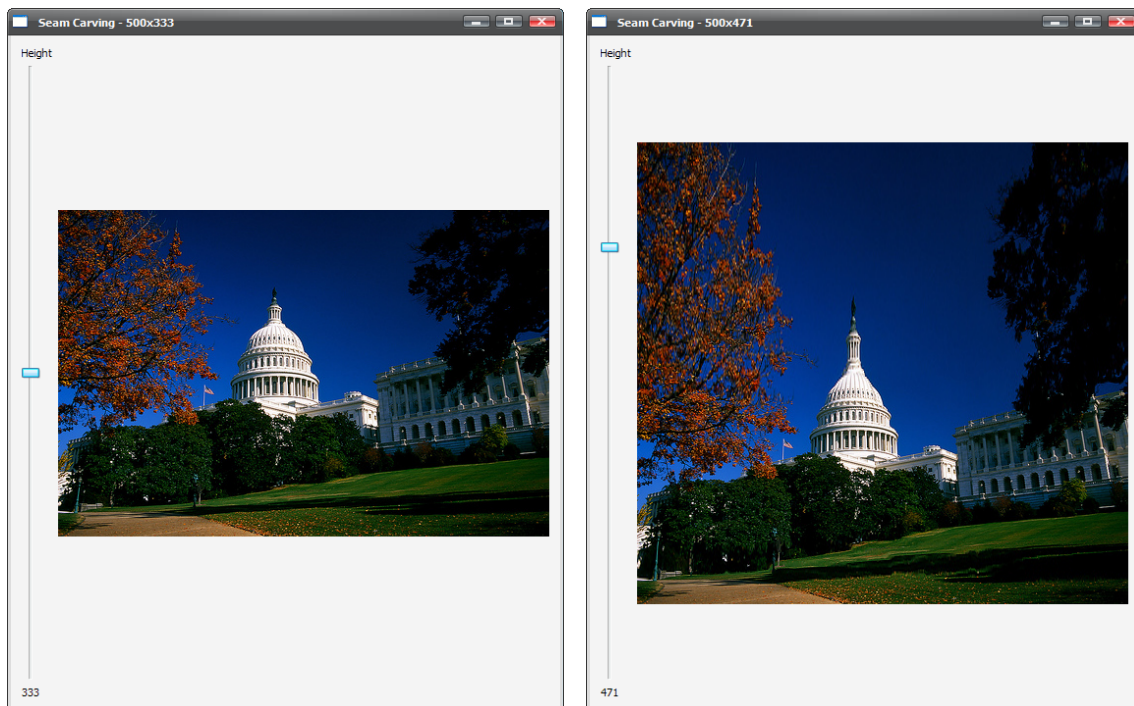 Seam Carving - 500x333
Height
333
Seam Carving - 500x471
Height
471